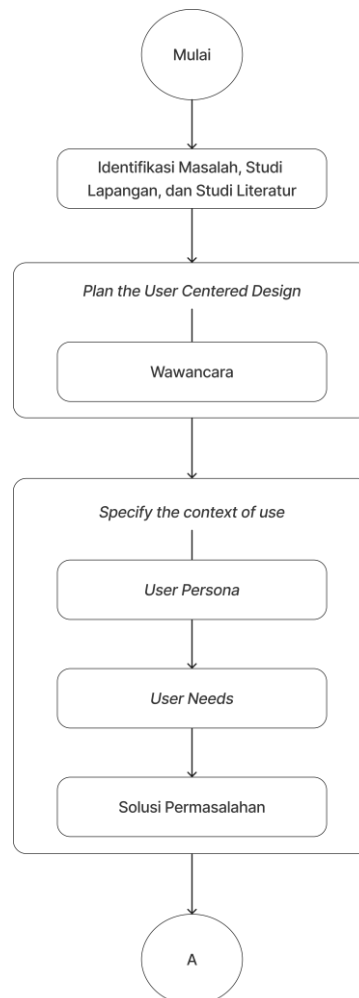 Mulai
Identifikasi Masalah, Studi
Lapangan, dan Studi Literatur
Plan the User Centered Design
Wawancara
Specify the context of use
User Persona
User Needs
Solusi Permasalahan
A